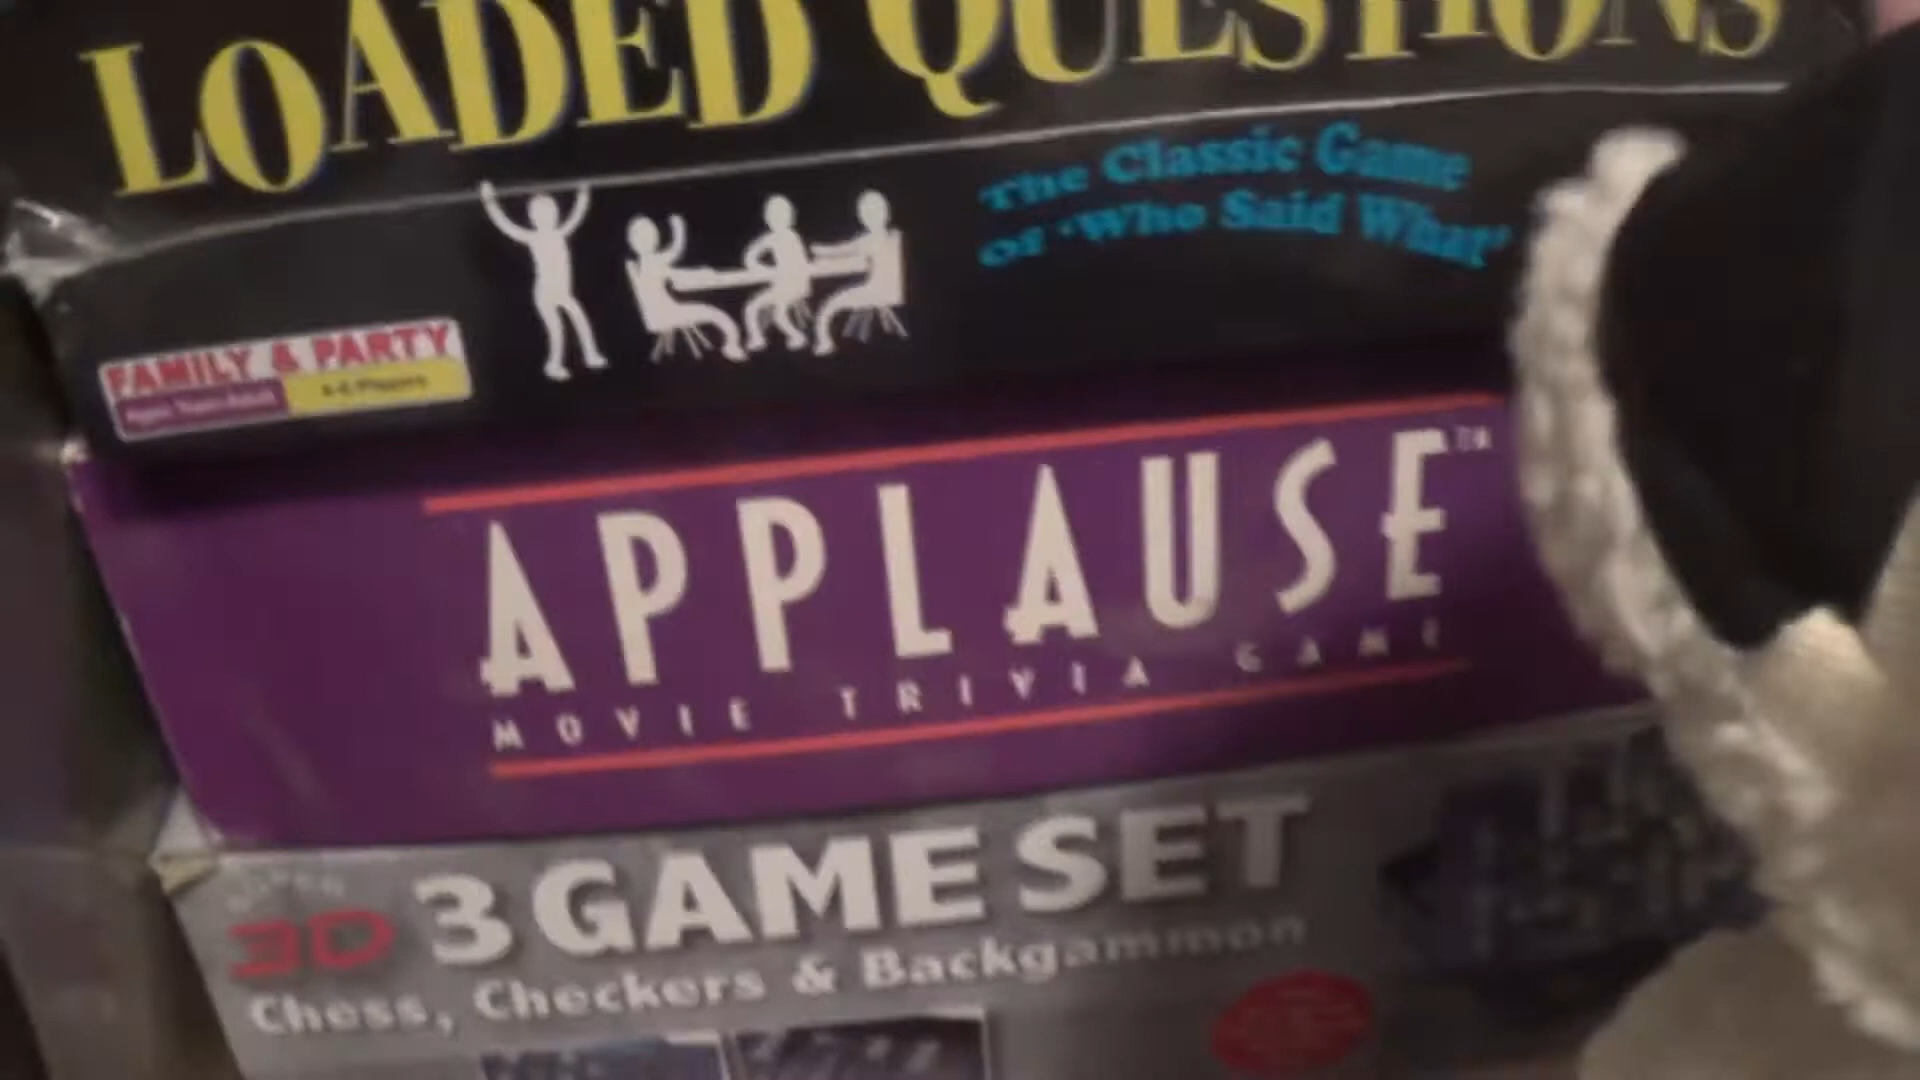 LOADED QUESTIONS
The Classic Game
of 'Who Said What'
FAMILY & PARTY
APPLAUSE™
MOVIE TRIVIA GAME
3D 3 GAME SET
Chess, Checkers & Backgammon